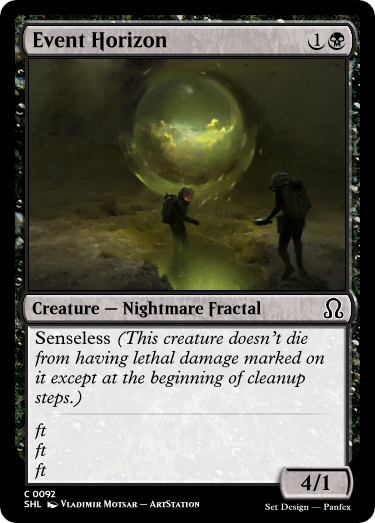 Event Horizon 1
Creature — Nightmare Fractal
Senseless (This creature doesn't die
from having lethal damage marked on
it except at the beginning of cleanup
steps.)
ft
ft
ft
4/1
C 0092
SHL Vladimir Motsar — ArtStation
Set Design — Panfex